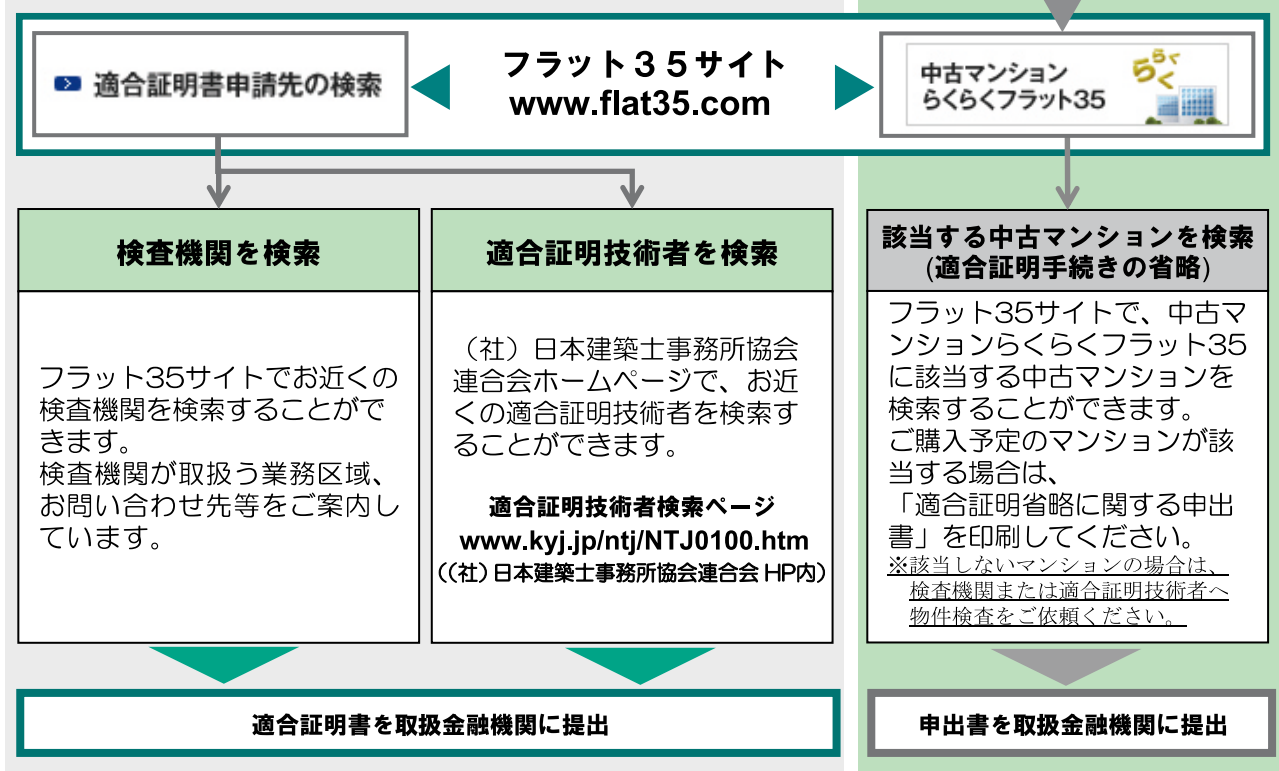 適合証明書申請先の検索
フラット３５サイト
www.flat35.com
中古マンション
らくらくフラット35
らくらく
検査機関を検索
フラット35サイトでお近くの
検査機関を検索することがで
きます。
検査機関が取扱う業務区域、
お問い合わせ先等をご案内し
ています。
適合証明技術者を検索
（社）日本建築士事務所協会
連合会ホームページで、お近
くの適合証明技術者を検索す
ることができます。
適合証明技術者検索ページ
www.kyj.jp/ntj/NTJ0100.htm
((社)日本建築士事務所協会連合会 HP内)
該当する中古マンションを検索
(適合証明手続きの省略)
フラット35サイトで、中古マ
ンションらくらくフラット35
に該当する中古マンションを
検索することができます。
ご購入予定のマンションが該
当する場合は、
「適合証明省略に関する申出
書」を印刷してください。
※該当しないマンションの場合は、
検査機関または適合証明技術者へ
物件検査をご依頼ください。
適合証明書を取扱金融機関に提出
申出書を取扱金融機関に提出